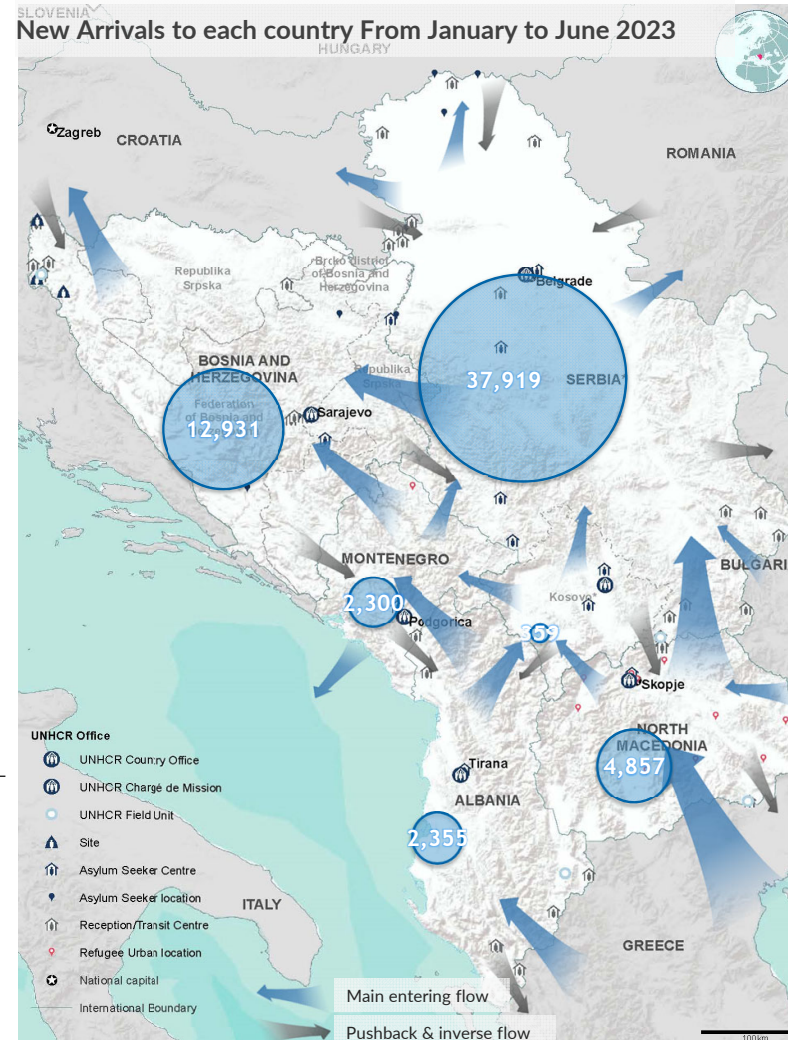 SLOVENIA
New Arrivals to each country From January to June 2023
HUNGARY
Zagreb
CROATIA
ROMANIA
Republika
Srpska
Brčko district
of Bosnia and
Herzegovina
Belgrade
BOSNIA AND
HERZEGOVINA
Republika
Srpska
37,919
SERBIA*
Federation
of Bosnia and
12,931
Sarajevo
MONTENEGRO
BULGARI
Kosovo*
2,300
Podgorica
359
Skopje
NORTH
MACEDONIA
4,857
UNHCR Office
UNHCR Country Office
UNHCR Chargé de Mission
UNHCR Field Unit
Site
Asylum Seeker Centre
Asylum Seeker location
Reception/Transit Centre
Refugee Urban location
National capital
International Boundary
Tirana
ALBANIA
2,355
ITALY
GREECE
Main entering flow
Pushback & inverse flow
100km